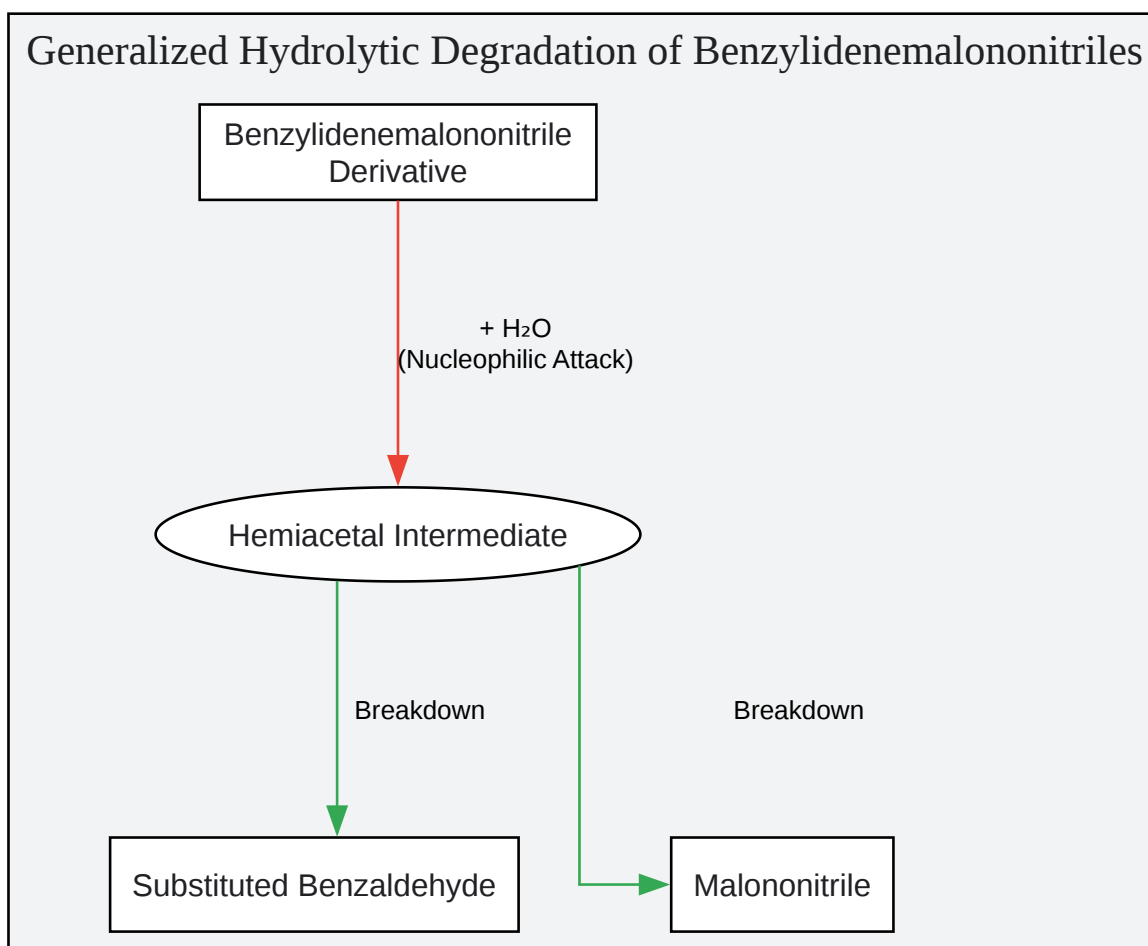 Generalized Hydrolytic Degradation of Benzylidenemalononitriles
Benzylidenemalononitrile
Derivative
+ H₂O
(Nucleophilic Attack)
Hemiacetal Intermediate
Breakdown
Breakdown
Substituted Benzaldehyde
Malononitrile